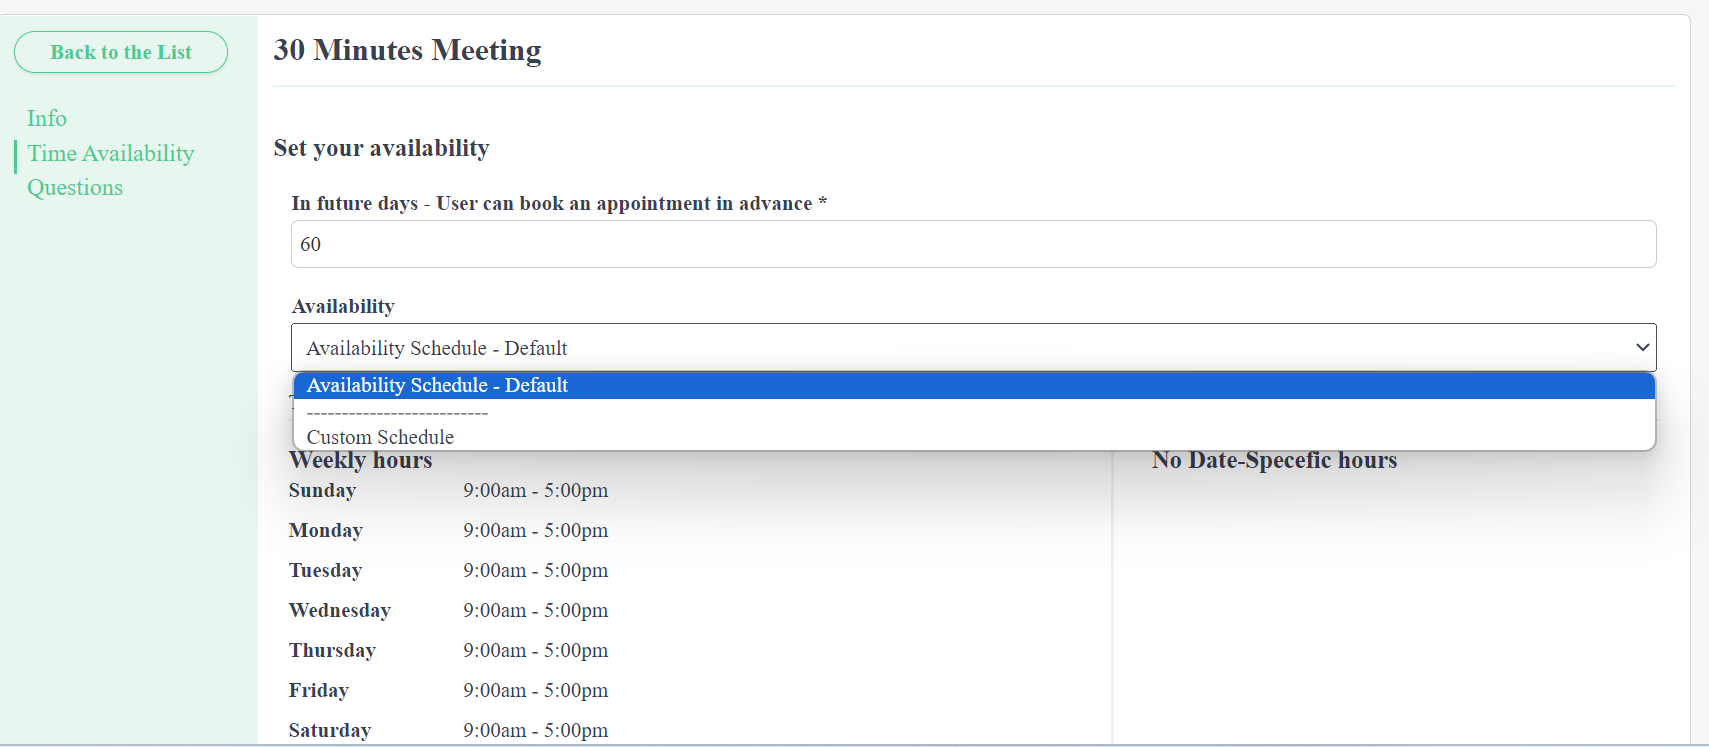 Back to the List
Info
Time Availability
Questions
30 Minutes Meeting
Set your availability
In future days - User can book an appointment in advance *
60
Availability
Availability Schedule - Default
Availability Schedule - Default
--------------------------
Custom Schedule
Weekly hours
Sunday 9:00am - 5:00pm
Monday 9:00am - 5:00pm
Tuesday 9:00am - 5:00pm
Wednesday 9:00am - 5:00pm
Thursday 9:00am - 5:00pm
Friday 9:00am - 5:00pm
Saturday 9:00am - 5:00pm
No Date-Specefic hours